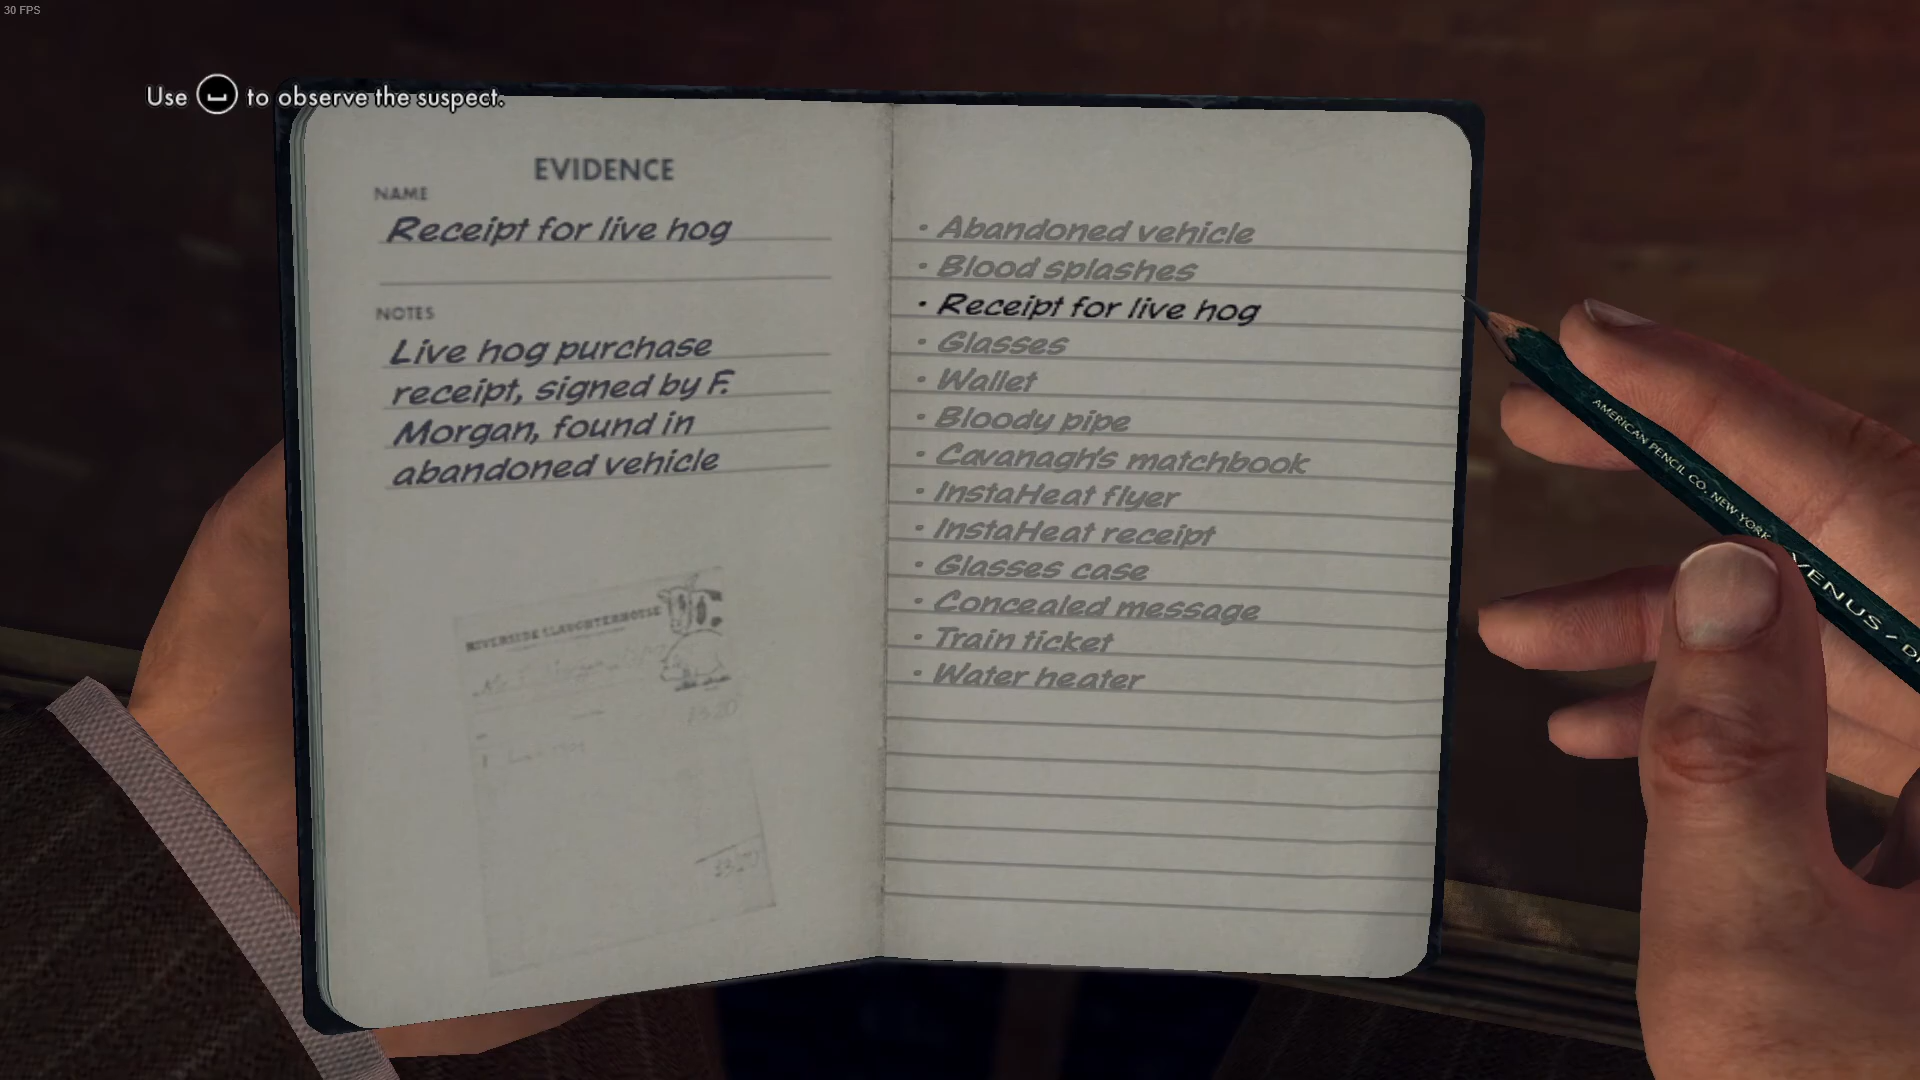 30 FPS
Use to observe the suspect.
EVIDENCE
NAME
Receipt for live hog
NOTES
Live hog purchase
receipt, signed by F.
Morgan, found in
abandoned vehicle
RIVERSIDE SLAUGHTERHOUSE
• Abandoned vehicle
• Blood splashes
• Receipt for live hog
• Glasses
• Wallet
• Bloody pipe
• Cavanagh's matchbook
• InstaHeat flyer
• InstaHeat receipt
• Glasses case
• Concealed message
• Train ticket
• Water heater
AMERICAN PENCIL CO. NEW YORK
VENUS